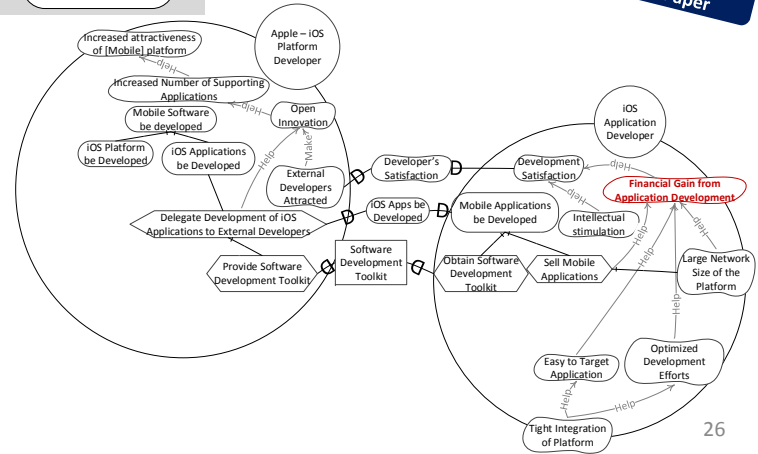 aper
Increased attractiveness
of [Mobile] platform
Apple – iOS
Platform
Developer
Help
Increased Number of Supporting
Applications
Help
Mobile Software
be developed
Open
Innovation
iOS Platform
be Developed
iOS Applications
be Developed
Help
Make
External
Developers
Attracted
Delegate Development of iOS
Applications to External Developers
Provide Software
Development Toolkit
Developer's
Satisfaction
iOS Apps be
Developed
Software
Development
Toolkit
iOS
Application
Developer
Development
Satisfaction
Help
Financial Gain from
Application Development
Help
Intellectual
stimulation
Mobile Applications
be Developed
Help
Help
Help
Obtain Software
Development
Toolkit
Sell Mobile
Applications
Large Network
Size of the
Platform
Help
Easy to Target
Application
Optimized
Development
Efforts
Help
Help
Tight Integration
of Platform
26